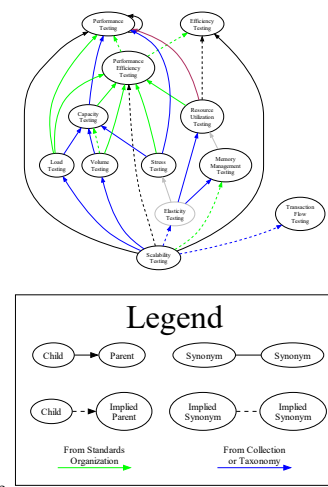 Performance
Testing
Efficiency
Testing
Performance
Efficiency
Testing
Capacity
Testing
Resource
Utilization
Testing
Load
Testing
Volume
Testing
Stress
Testing
Memory
Management
Testing
Elasticity
Testing
Transaction
Flow
Testing
Scalability
Testing
Legend
Child
Parent
Synonym
Synonym
Child
Implied
Parent
Implied
Synonym
Implied
Synonym
From Standards
Organization
From Collection
or Taxonomy